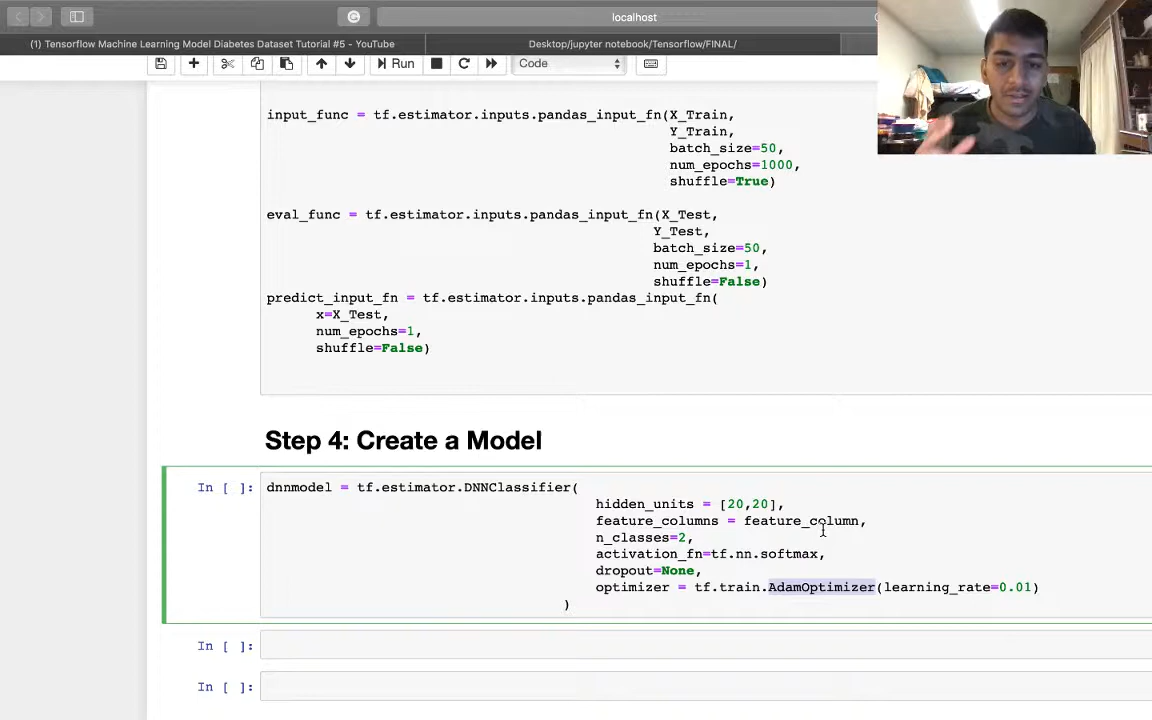 localhost
(1) Tensorflow Machine Learning Model Diabetes Dataset Tutorial #5 - YouTube
Desktop/jupyter notebook/Tensorflow/FINAL/
Run
Code
input_func = tf.estimator.inputs.pandas_input_fn(X_Train,
Y_Train,
batch_size=50,
num_epochs=1000,
shuffle=True)
eval_func = tf.estimator.inputs.pandas_input_fn(X_Test,
Y_Test,
batch_size=50,
num_epochs=1,
shuffle=False)
predict_input_fn = tf.estimator.inputs.pandas_input_fn(
x=X_Test,
num_epochs=1,
shuffle=False)
Step 4: Create a Model
In [ ]: dnnmodel = tf.estimator.DNNClassifier(
hidden_units = [20,20],
feature_columns = feature_column,
n_classes=2,
activation_fn=tf.nn.softmax,
dropout=None,
optimizer = tf.train.AdamOptimizer(learning_rate=0.01)
)
In [ ]:
In [ ]: